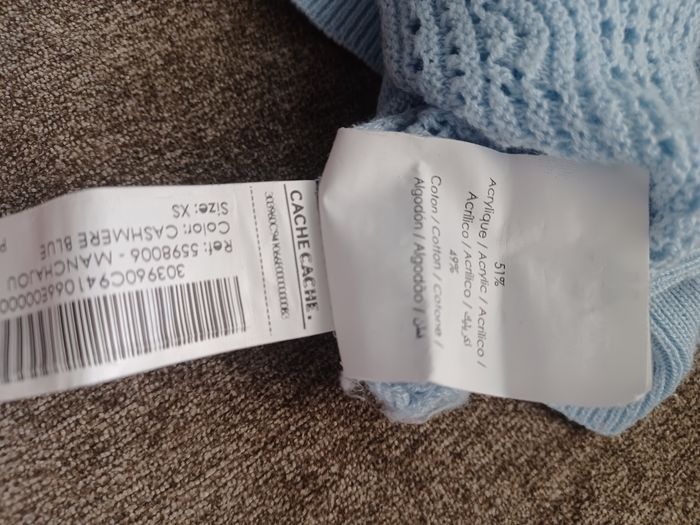 CACHE CACHE.
303960C941066E000000
Ref: 5598006 - MANCHAJOU
Color: CASHMERE BLUE
Size: XS
51%
Acrylique / Acrylic / Acrilico /
Acrílico / Acrílico / أكريليك
49%
Coton / Cotton / Cotone /
Algodón / Algodão / قطن